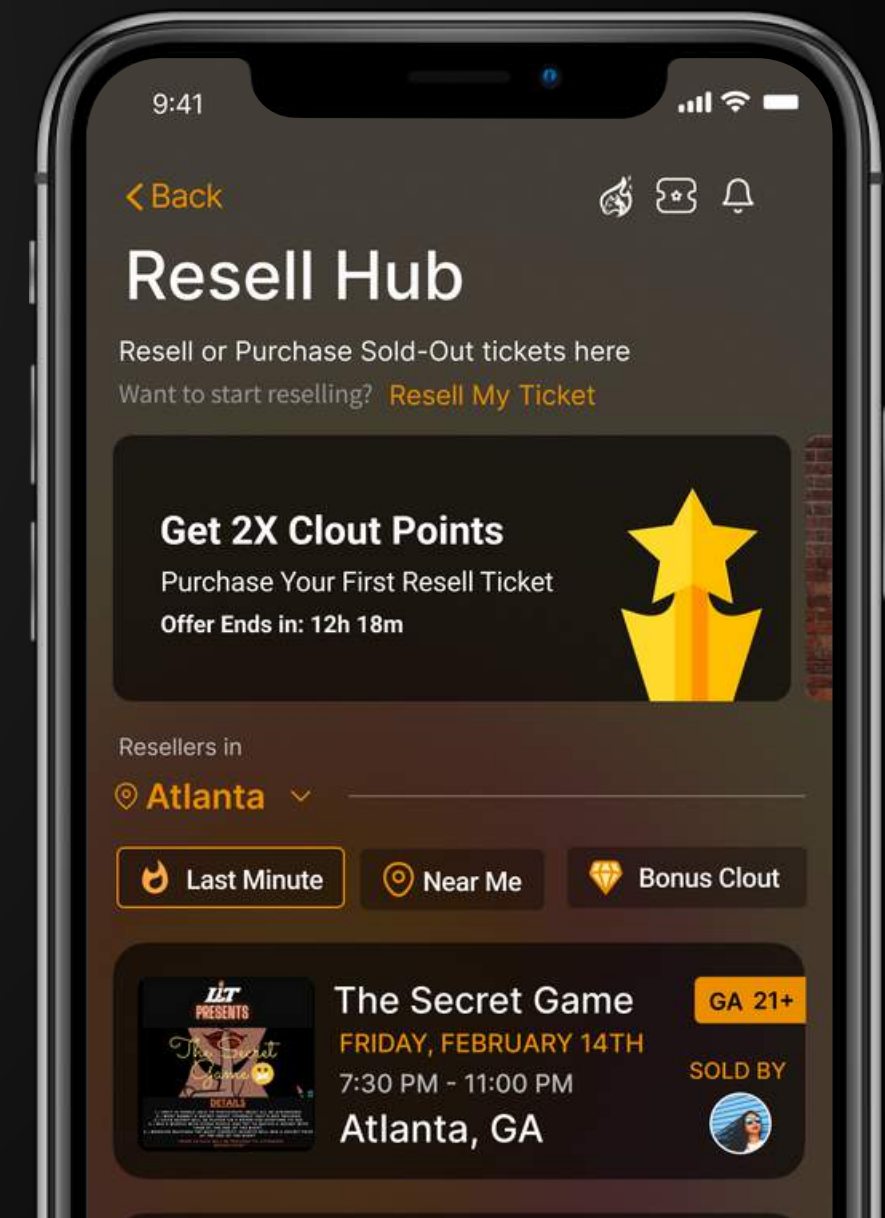 9:41
Back
Resell Hub
Resell or Purchase Sold-Out tickets here
Want to start reselling? Resell My Ticket
Get 2X Clout Points
Purchase Your First Resell Ticket
Offer Ends in: 12h 18m
Resellers in
Atlanta
Last Minute
Near Me
Bonus Clout
LIT
PRESENTS
The Secret
Game
DETAILS
The Secret Game
GA 21+
FRIDAY, FEBRUARY 14TH
7:30 PM - 11:00 PM
SOLD BY
Atlanta, GA